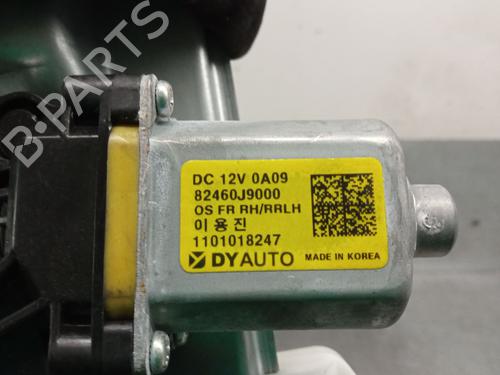 B-PARTS
DC 12V 0A09
82460J9000
OS FR RH/RRLH
이용진
1101018247
DYAUTO MADE IN KOREA